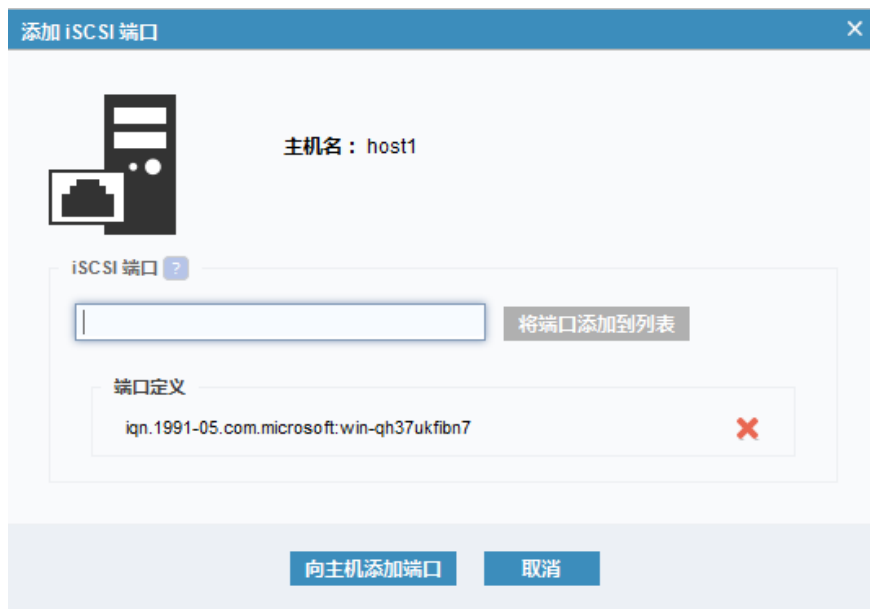 添加 iSCSI 端口
主机名： host1
iSCSI 端口 ?
将端口添加到列表
端口定义
iqn.1991-05.com.microsoft:win-qh37ukfibn7
向主机添加端口 取消